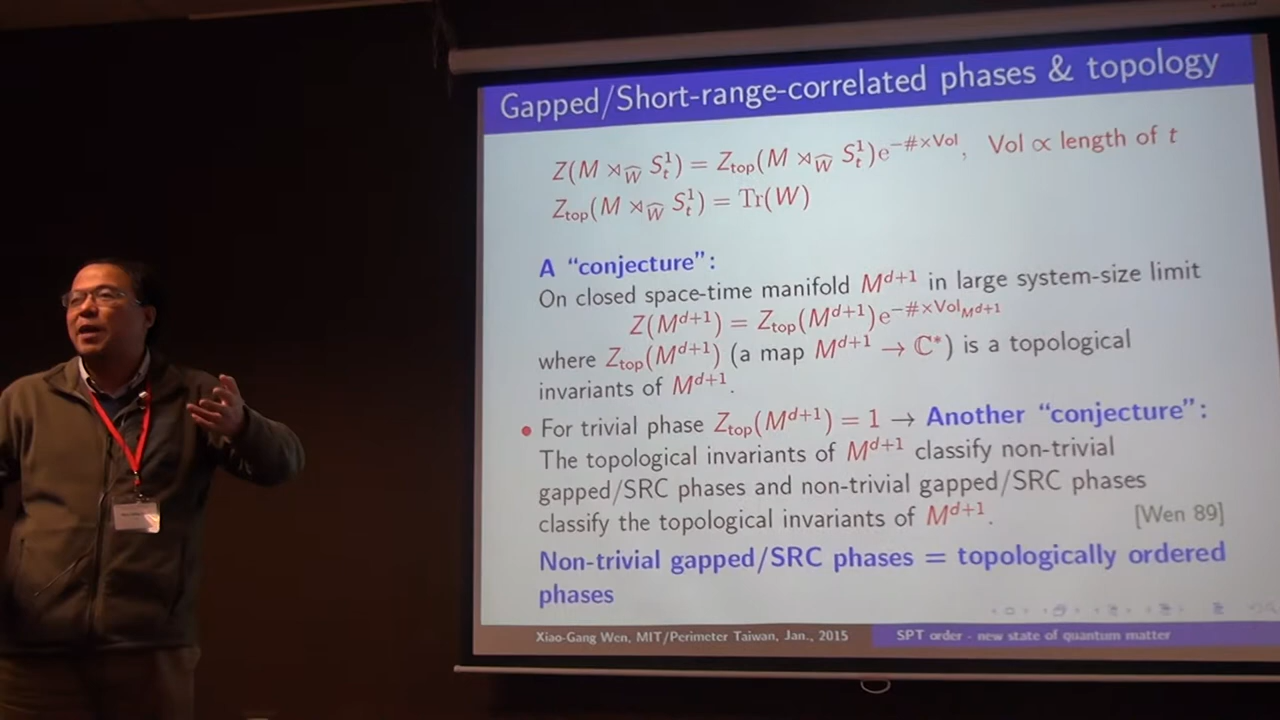 Gapped/Short-range-correlated phases & topology
Z(M ⋊_Ŵ S¹_t) = Z_top(M ⋊_Ŵ S¹_t)e^{-#×Vol}, Vol ∝ length of t
Z_top(M ⋊_Ŵ S¹_t) = Tr(W)
A "conjecture":
On closed space-time manifold M^{d+1} in large system-size limit
Z(M^{d+1}) = Z_top(M^{d+1})e^{-#×Vol_{M^{d+1}}}
where Z_top(M^{d+1}) (a map M^{d+1} → ℂ*) is a topological
invariants of M^{d+1}.
• For trivial phase Z_top(M^{d+1}) = 1 → Another "conjecture":
The topological invariants of M^{d+1} classify non-trivial
gapped/SRC phases and non-trivial gapped/SRC phases
classify the topological invariants of M^{d+1}. [Wen 89]
Non-trivial gapped/SRC phases = topologically ordered
phases
Xiao-Gang Wen, MIT/Perimeter Taiwan, Jan., 2015 SPT order - new state of quantum matter